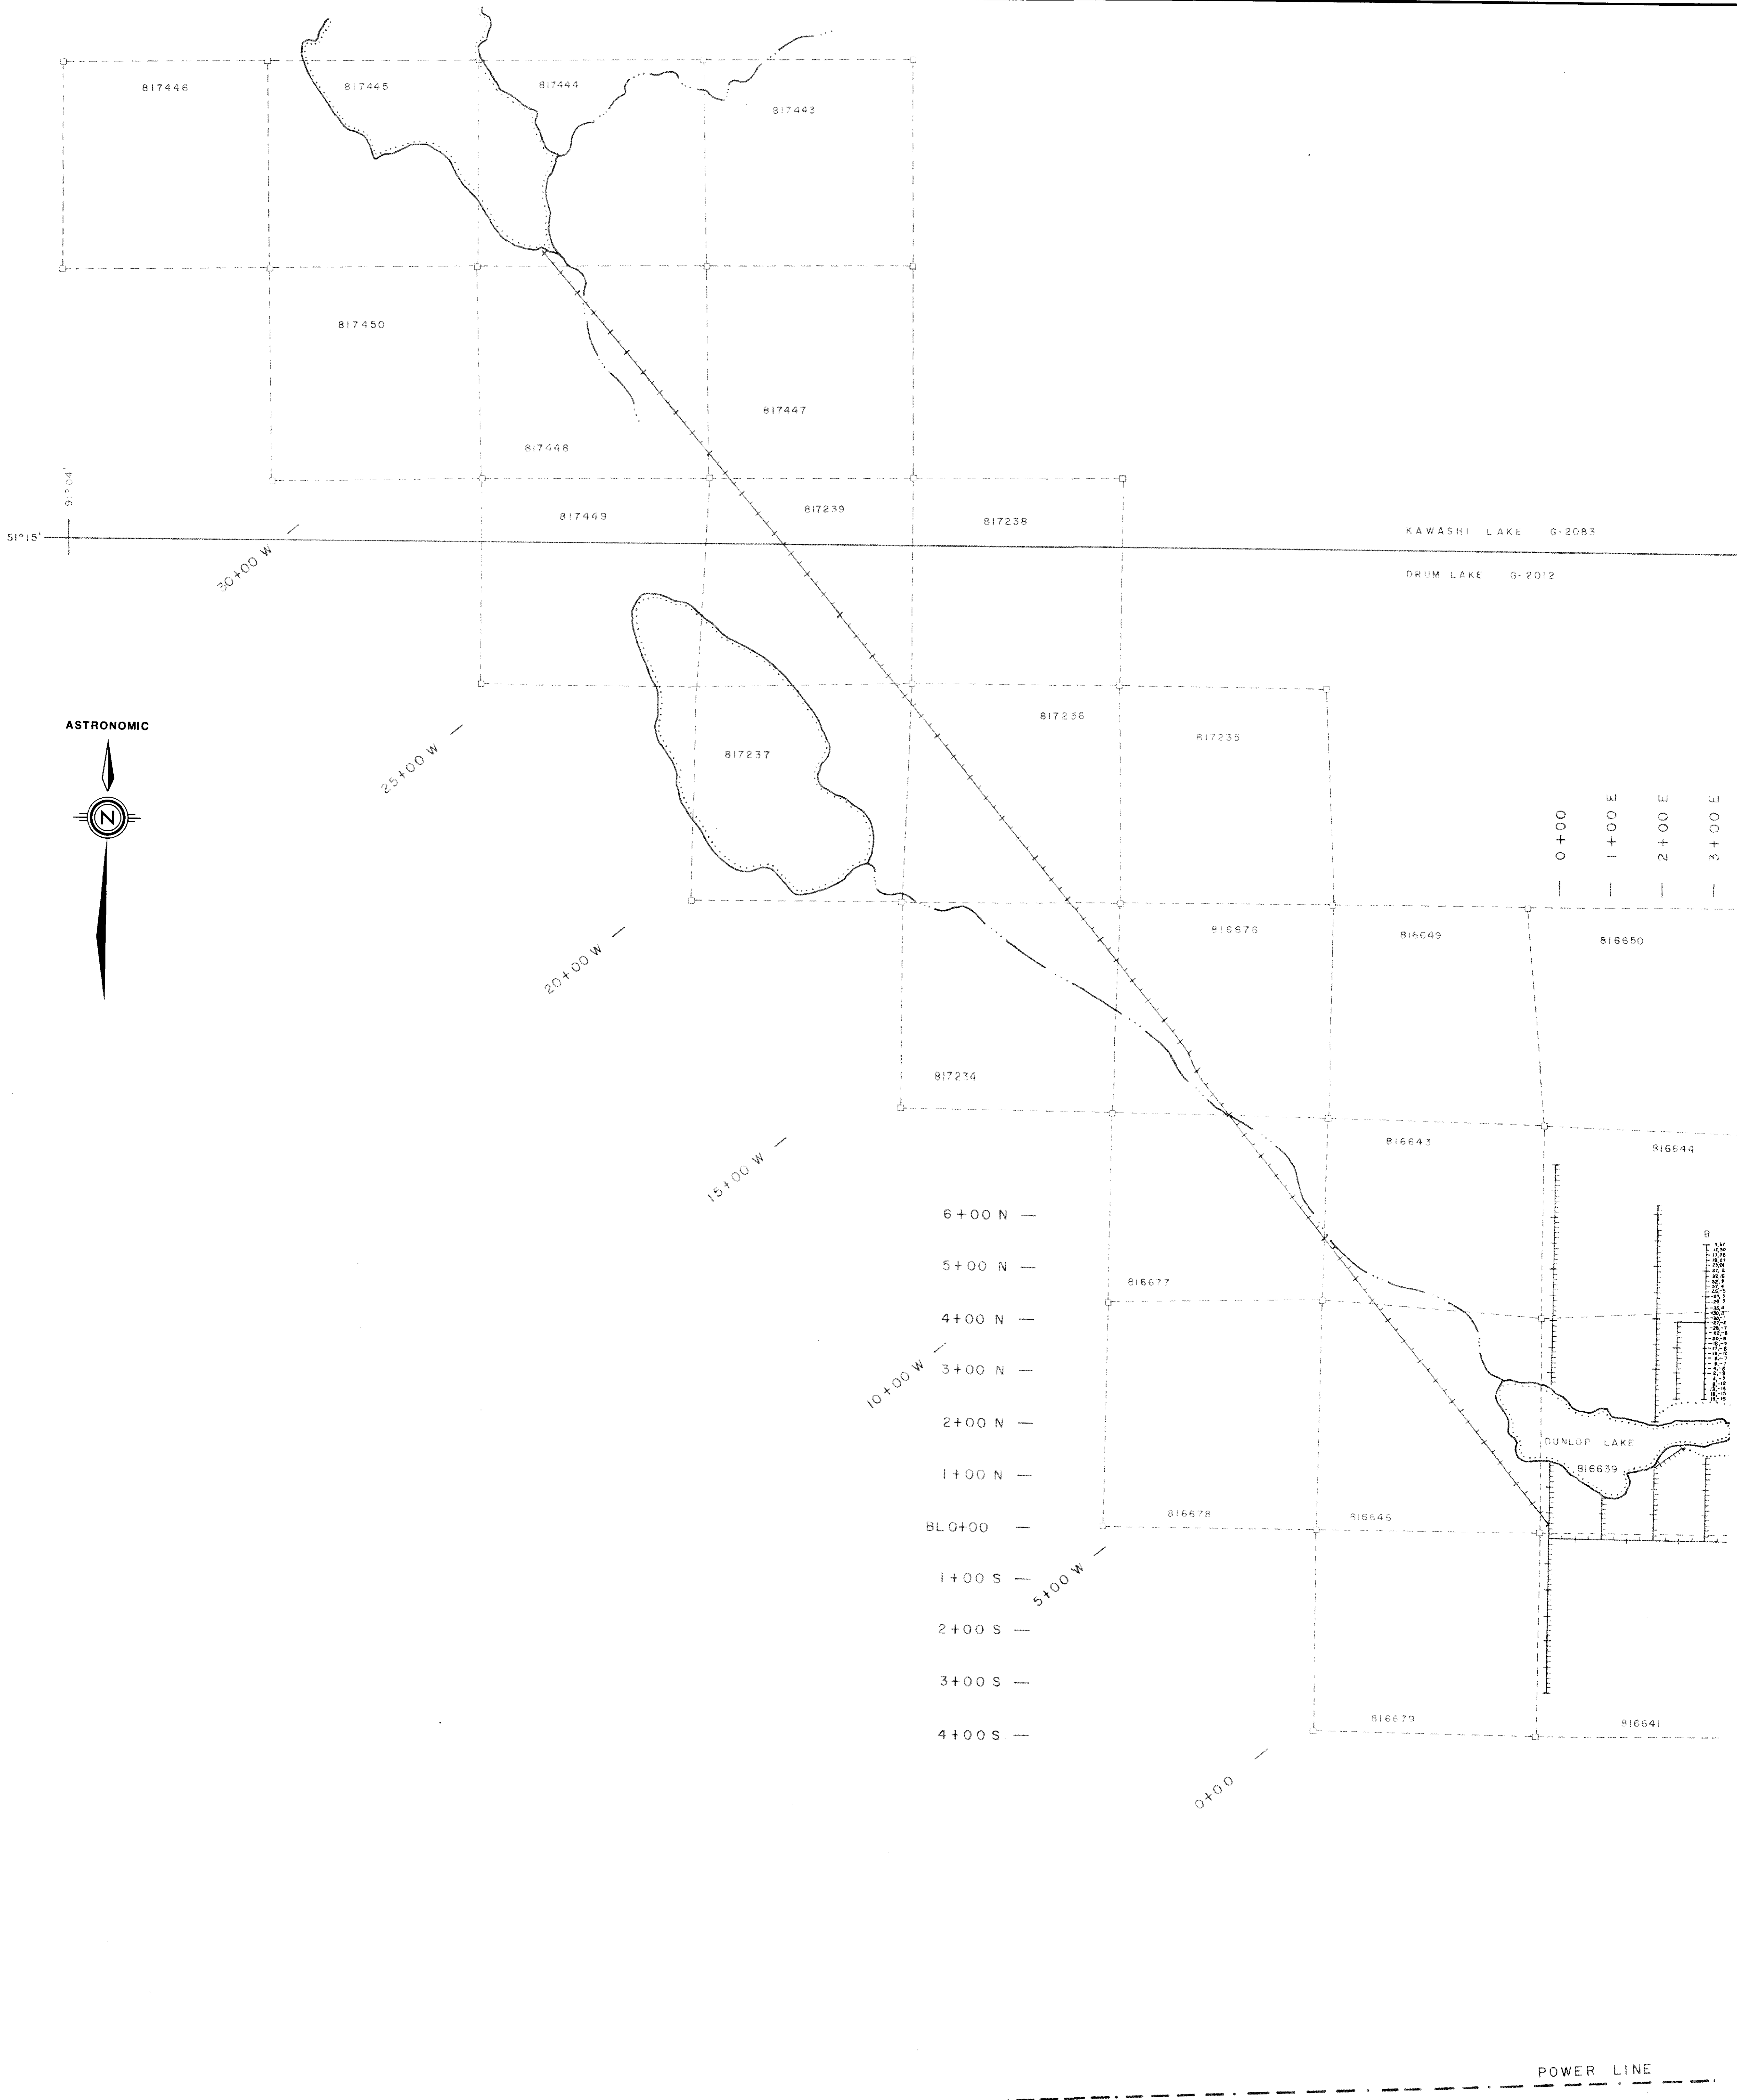 817446
817445
817444
817443
817450
817447
817448
91°04'
817449
817239
817238
51°15'
KAWASHI LAKE G-2083
DRUM LAKE G-2012
30+00 W
ASTRONOMIC
N
817236
817235
817237
25+00 W
0+00
1+00 E
2+00 E
3+00 E
816676
816649
816650
20+00 W
817234
816643
816644
15+00 W
6+00 N
5+00 N
816677
4+00 N
3+00 N
10+00 W
2+00 N
DUNLOP LAKE
1+00 N
816639
816678
816646
BL 0+00
1+00 S
5+00 W
2+00 S
3+00 S
816679
816641
4+00 S
0+00
POWER LINE